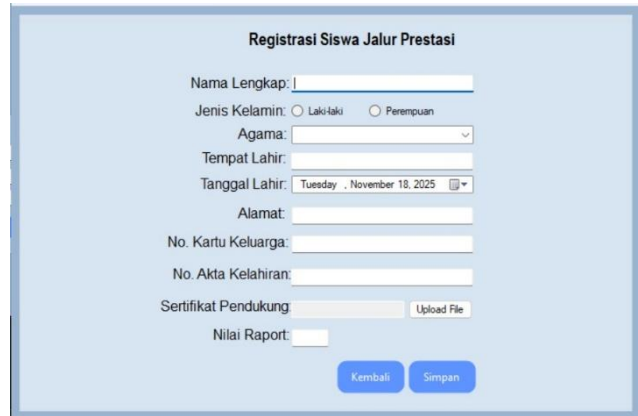 Registrasi Siswa Jalur Prestasi
Nama Lengkap:
Jenis Kelamin: Laki-laki Perempuan
Agama:
Tempat Lahir:
Tanggal Lahir: Tuesday , November 18, 2025
Alamat:
No. Kartu Keluarga:
No. Akta Kelahiran:
Sertifikat Pendukung: Upload File
Nilai Raport:
Kembali Simpan